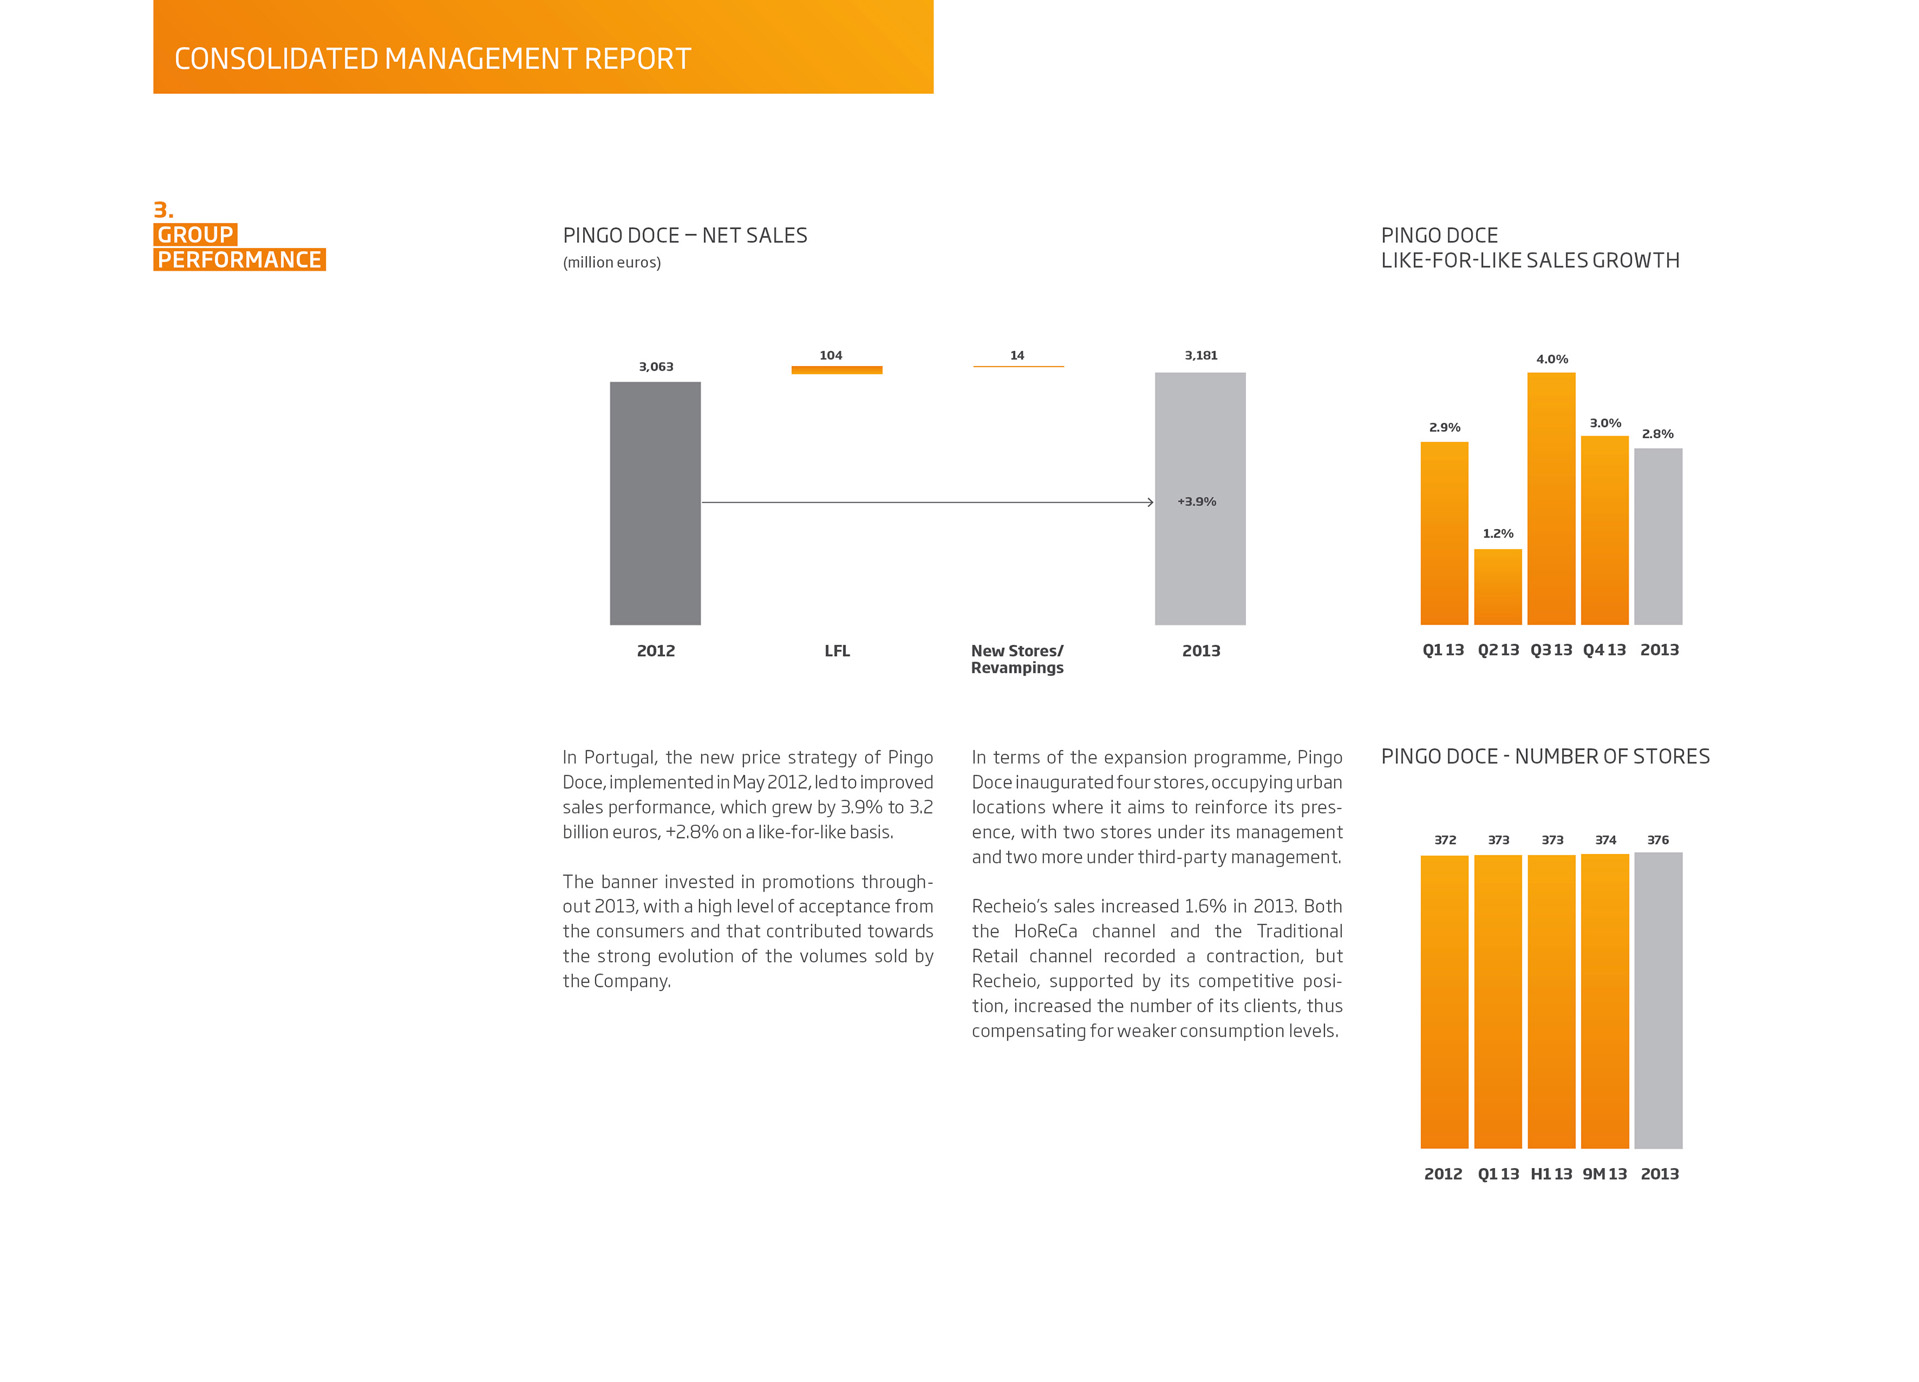 CONSOLIDATED MANAGEMENT REPORT
3.
GROUP
PERFORMANCE
PINGO DOCE – NET SALES
(million euros)
3,063
104
14
3,181
+3.9%
2012
LFL
New Stores/
Revampings
2013
PINGO DOCE
LIKE-FOR-LIKE SALES GROWTH
2.9%
1.2%
4.0%
3.0%
2.8%
Q1 13
Q2 13
Q3 13
Q4 13
2013
In Portugal, the new price strategy of Pingo
Doce, implemented in May 2012, led to improved
sales performance, which grew by 3.9% to 3.2
billion euros, +2.8% on a like-for-like basis.
The banner invested in promotions through-
out 2013, with a high level of acceptance from
the consumers and that contributed towards
the strong evolution of the volumes sold by
the Company.
In terms of the expansion programme, Pingo
Doce inaugurated four stores, occupying urban
locations where it aims to reinforce its pres-
ence, with two stores under its management
and two more under third-party management.
Recheio's sales increased 1.6% in 2013. Both
the HoReCa channel and the Traditional
Retail channel recorded a contraction, but
Recheio, supported by its competitive posi-
tion, increased the number of its clients, thus
compensating for weaker consumption levels.
PINGO DOCE - NUMBER OF STORES
372
373
373
374
376
2012
Q1 13
H1 13
9M 13
2013